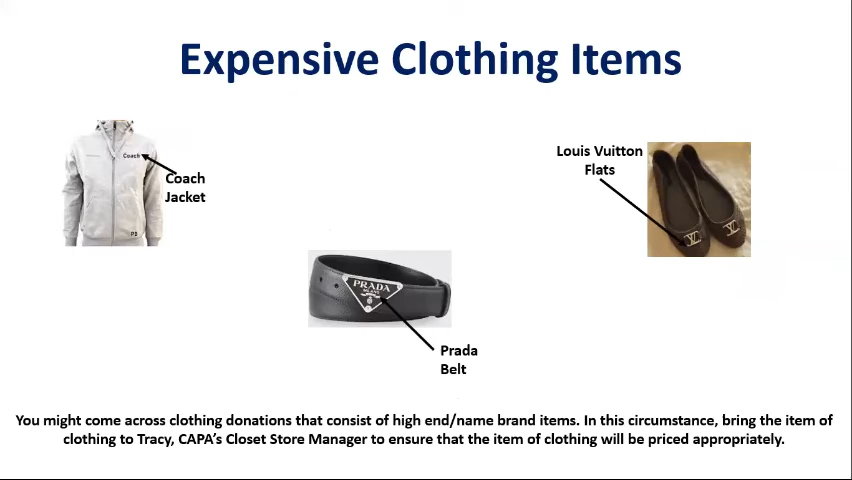 Expensive Clothing Items
Coach
Coach
Jacket
Louis Vuitton
Flats
PRADA
MILANO
Prada
Belt
You might come across clothing donations that consist of high end/name brand items. In this circumstance, bring the item of
clothing to Tracy, CAPA's Closet Store Manager to ensure that the item of clothing will be priced appropriately.